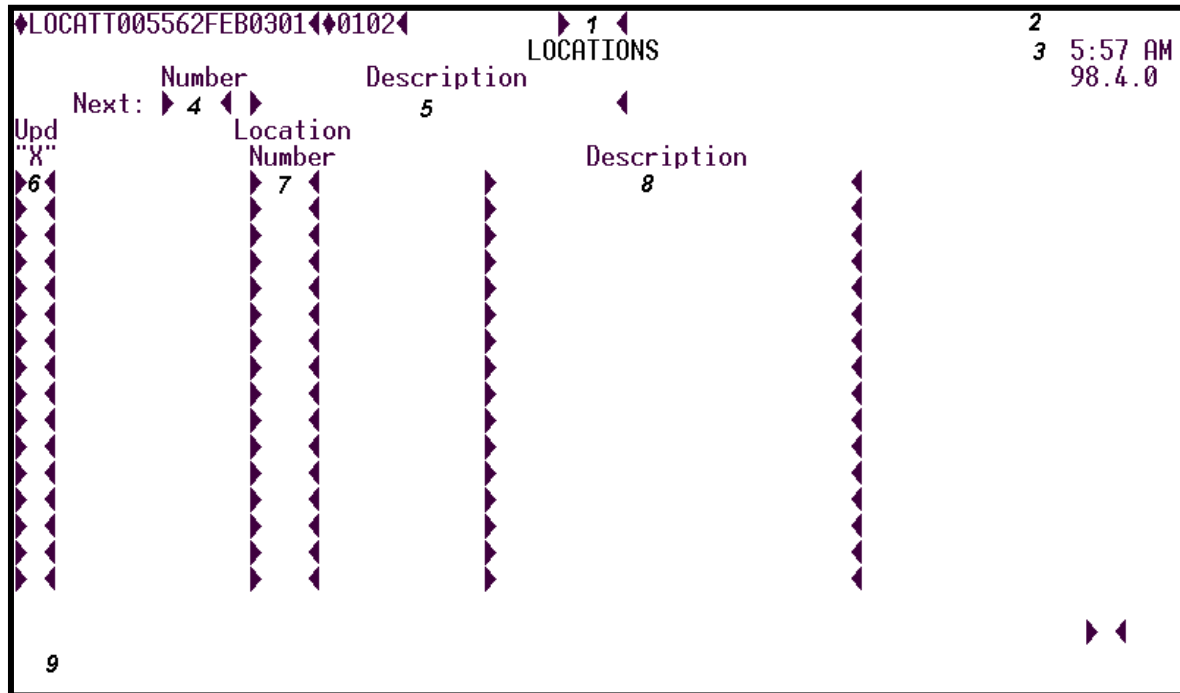 ♦LOCATT005562FEB0301◀♦0102◀ ▶ 1 ◀ 2
LOCATIONS 3 5:57 AM
Number Description 98.4.0
Next: ▶ 4 ◀ ▶ 5 ◀
Upd Location
"X" Number Description
▶6◀ ▶ 7 ◀ ▶ 8 ◀
9